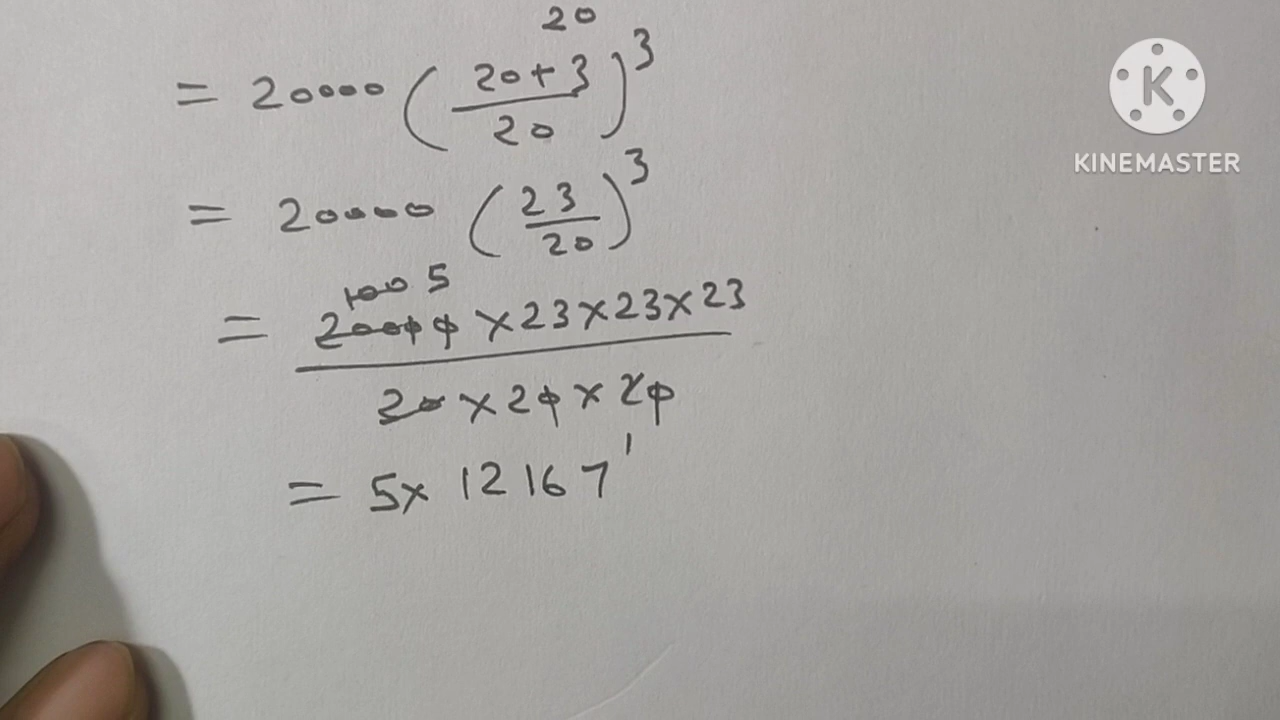 20
= 20000 (20+3/20)^3
= 20000 (23/20)^3
100 5
= 20000 × 23 × 23 × 23 / 20 × 20 × 20
= 5 × 12167
K
KINEMASTER